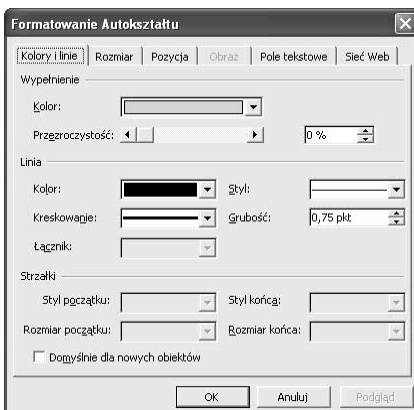 Formatowanie Autokształtu
Kolory i linie Rozmiar Pozycja Obraz Pole tekstowe Sieć Web
Wypełnienie
Kolor:
Przezroczystość: 0 %
Linia
Kolor: Styl:
Kreskowanie: Grubość: 0,75 pkt
Łącznik:
Strzałki
Styl początku: Styl końca:
Rozmiar początku: Rozmiar końca:
Domyślnie dla nowych obiektów
OK Anuluj Podgląd